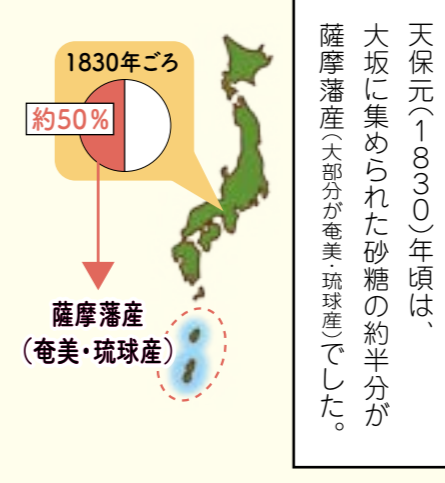 天保元(1830)年頃は、
大坂に集められた砂糖の約半分が
薩摩藩産(大部分が奄美・琉球産)でした。
1830年ごろ
約50%
薩摩藩産
(奄美・琉球産)